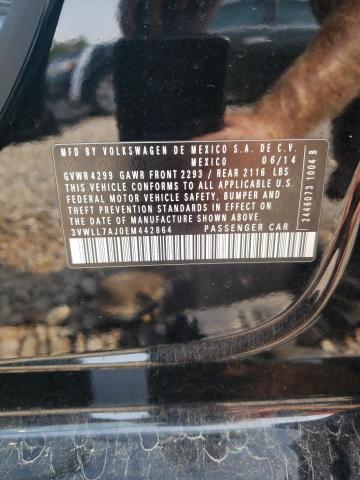 MFD BY VOLKSWAGEN DE MEXICO S.A. DE C.V.
MEXICO 06/14
GVWR 4299 GAWR FRONT 2293 / REAR 2116 LBS
THIS VEHICLE CONFORMS TO ALL APPLICABLE U.S.
FEDERAL MOTOR VEHICLE SAFETY, BUMPER AND
THEFT PREVENTION STANDARDS IN EFFECT ON THE
DATE OF MANUFACTURE SHOWN ABOVE.
3VWLL7AJ0EM442864 PASSENGER CAR
2446073 1004 B